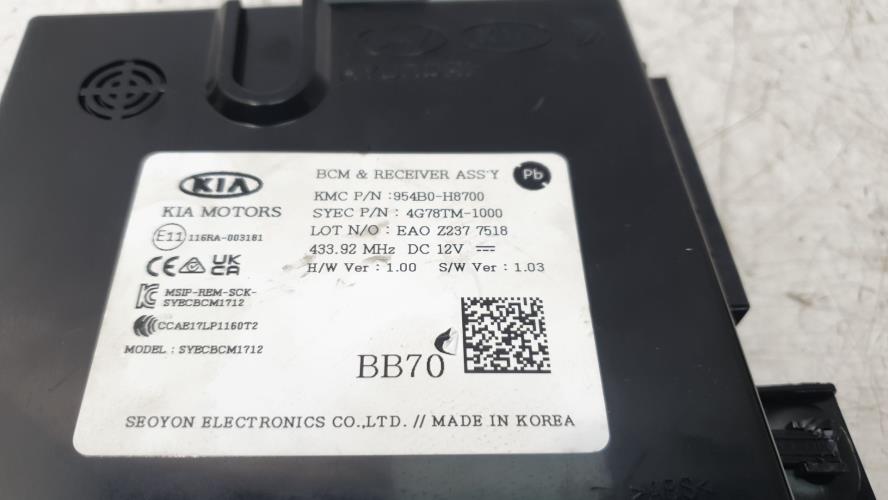 KIA
KIA MOTORS
E11 116RA-003181
CE UK CA
MSIP-REM-SCK-
SYECBCM1712
CCAE17LP1160T2
MODEL : SYECBCM1712
BCM & RECEIVER ASS'Y Pb
KMC P/N : 954B0-H8700
SYEC P/N : 4G78TM-1000
LOT N/O : EAO Z237 7518
433.92 MHz DC 12V
H/W Ver : 1.00 S/W Ver : 1.03
BB70
SEOYON ELECTRONICS CO.,LTD. // MADE IN KOREA